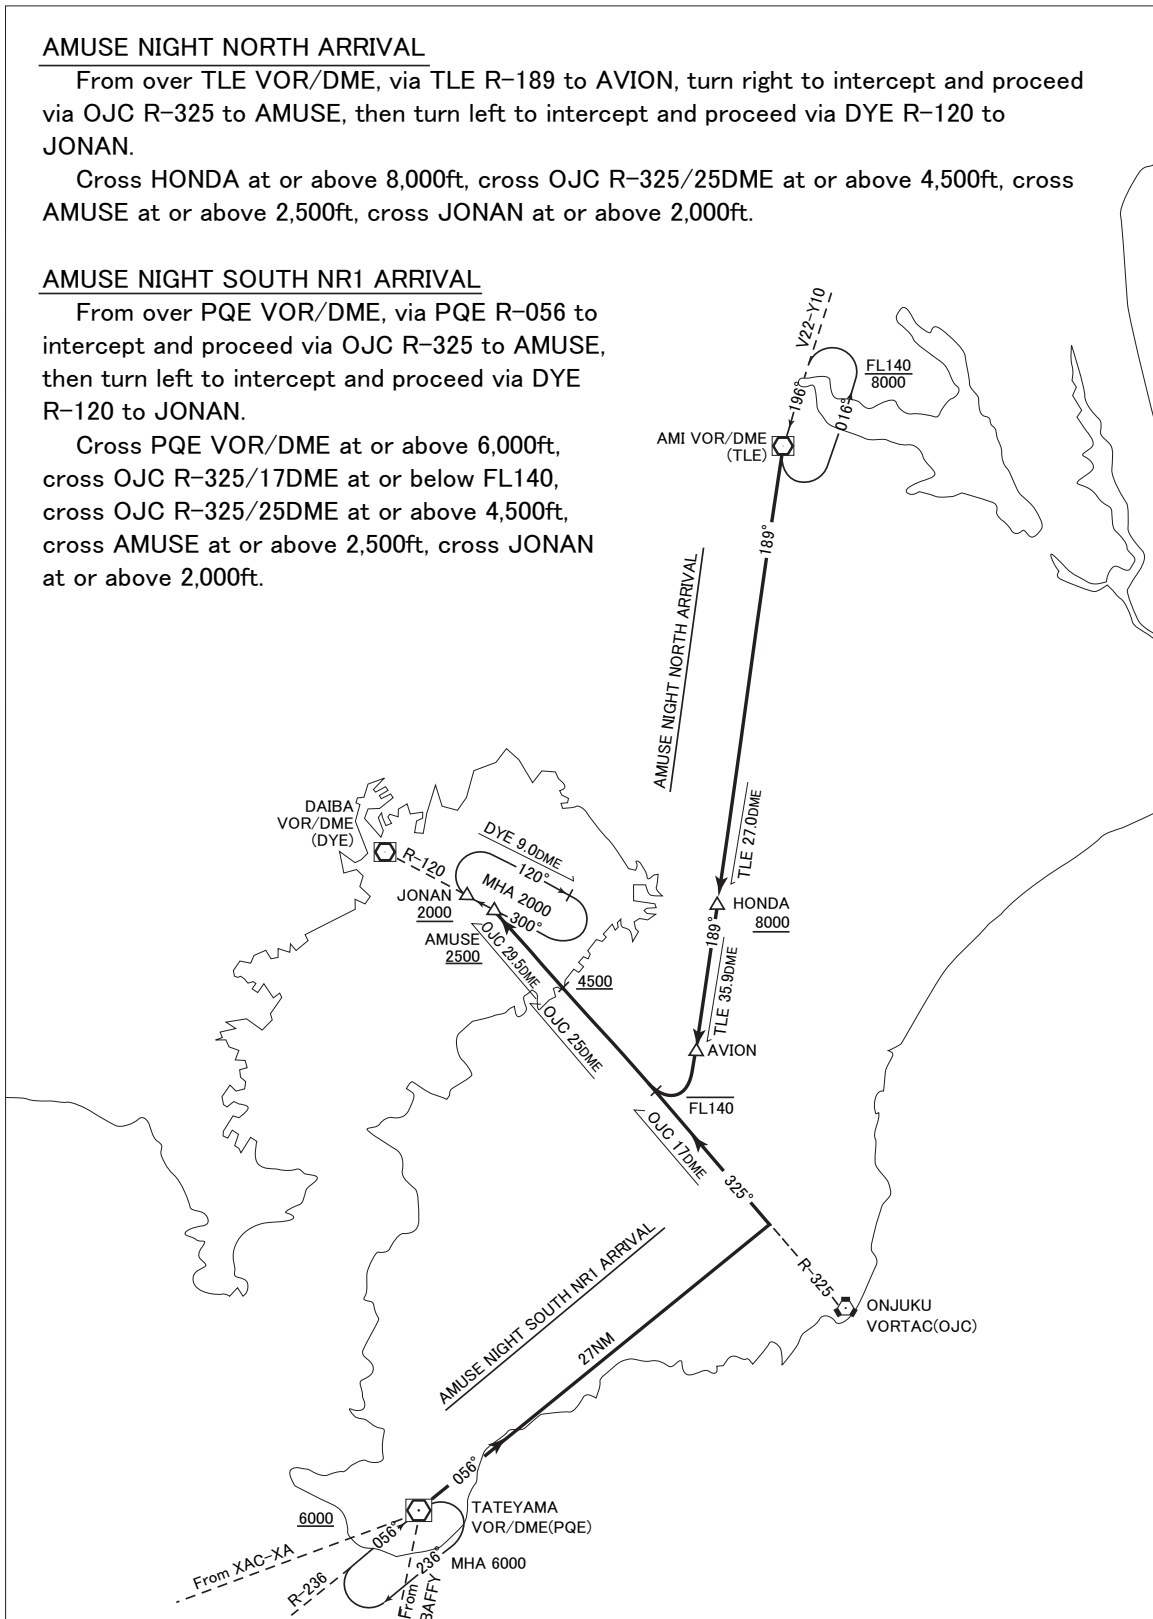 AMUSE NIGHT NORTH ARRIVAL
From over TLE VOR/DME, via TLE R-189 to AVION, turn right to intercept and proceed
via OJC R-325 to AMUSE, then turn left to intercept and proceed via DYE R-120 to
JONAN.
Cross HONDA at or above 8,000ft, cross OJC R-325/25DME at or above 4,500ft, cross
AMUSE at or above 2,500ft, cross JONAN at or above 2,000ft.
AMUSE NIGHT SOUTH NR1 ARRIVAL
From over PQE VOR/DME, via PQE R-056 to
intercept and proceed via OJC R-325 to AMUSE,
then turn left to intercept and proceed via DYE
R-120 to JONAN.
Cross PQE VOR/DME at or above 6,000ft,
cross OJC R-325/17DME at or below FL140,
cross OJC R-325/25DME at or above 4,500ft,
cross AMUSE at or above 2,500ft, cross JONAN
at or above 2,000ft.
V22-Y10
FL140
8000
196°
016°
AMI VOR/DME
(TLE)
189°
AMUSE NIGHT NORTH ARRIVAL
TLE 27.0DME
HONDA
8000
189°
TLE 35.9DME
AVION
FL140
DAIBA
VOR/DME
(DYE)
R-120
DYE 9.0DME
120°
MHA 2000
300°
JONAN
2000
AMUSE
2500
OJC 29.5DME
4500
OJC 25DME
OJC 17DME
325°
R-325
ONJUKU
VORTAC(OJC)
AMUSE NIGHT SOUTH NR1 ARRIVAL
27NM
056°
TATEYAMA
VOR/DME(PQE)
6000
056°
236°
MHA 6000
From XAC-XA
R-236
From
BAFFY